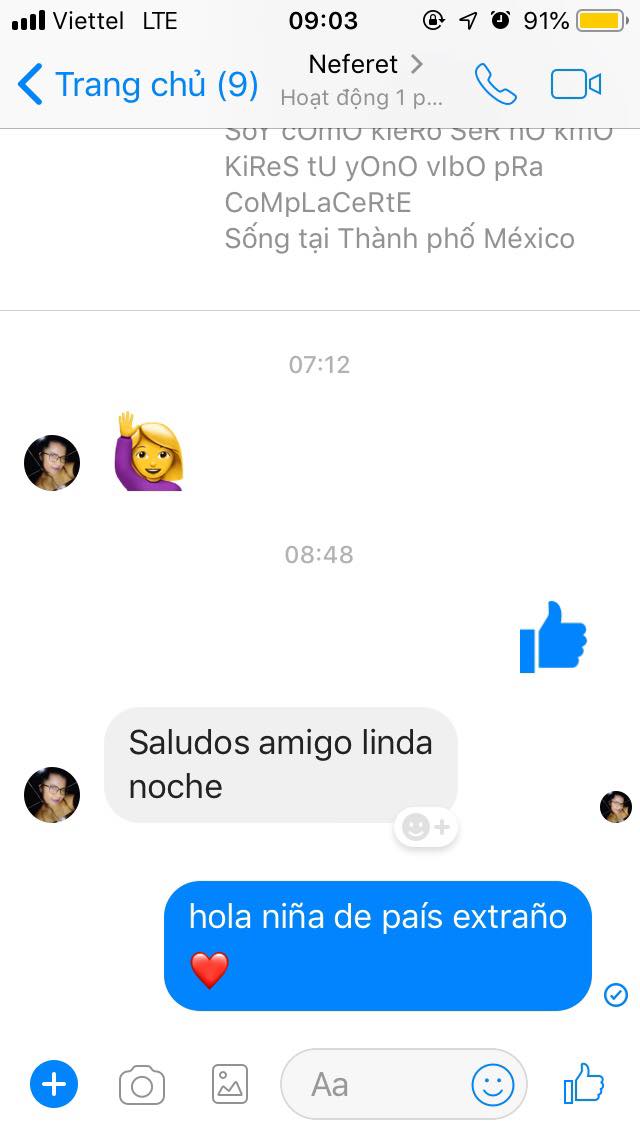 Viettel LTE 09:03 91%
Trang chủ (9)
Neferet
Hoạt động 1 p...
SoY cOmO kIeRo SeR nO kmO
KiReS tU yOnO vIbO pRa
CoMpLaCeRtE
Sống tại Thành phố México
07:12
08:48
Saludos amigo linda
noche
hola niña de país extraño
Aa